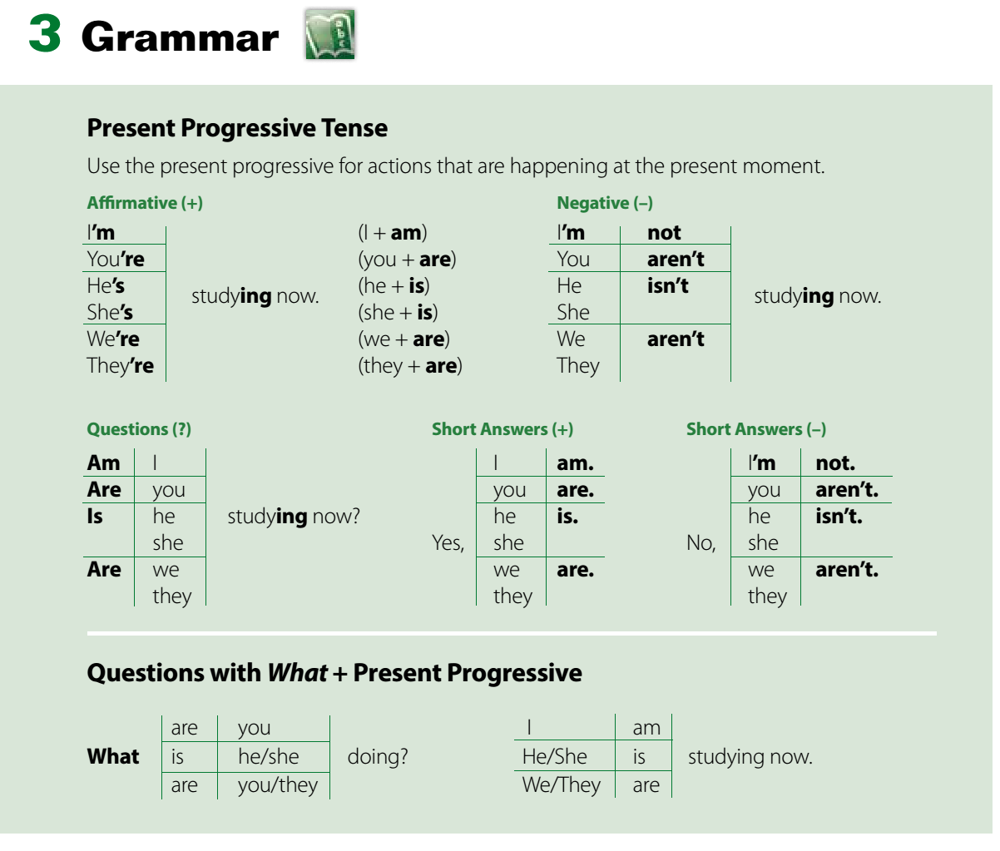 3 Grammar
Present Progressive Tense
Use the present progressive for actions that are happening at the present moment.
Affirmative (+)
I'm
You're
He's
She's
We're
They're
studying now.
(I + am)
(you + are)
(he + is)
(she + is)
(we + are)
(they + are)
Negative (–)
I'm not
You aren't
He isn't
She
We aren't
They
studying now.
Questions (?)
Am I
Are you
Is he
she
Are we
they
studying now?
Short Answers (+)
Yes,
I am.
you are.
he is.
she
we are.
they
Short Answers (–)
No,
I'm not.
you aren't.
he isn't.
she
we aren't.
they
Questions with What + Present Progressive
What
are you
is he/she
are you/they
doing?
I am
He/She is
We/They are
studying now.